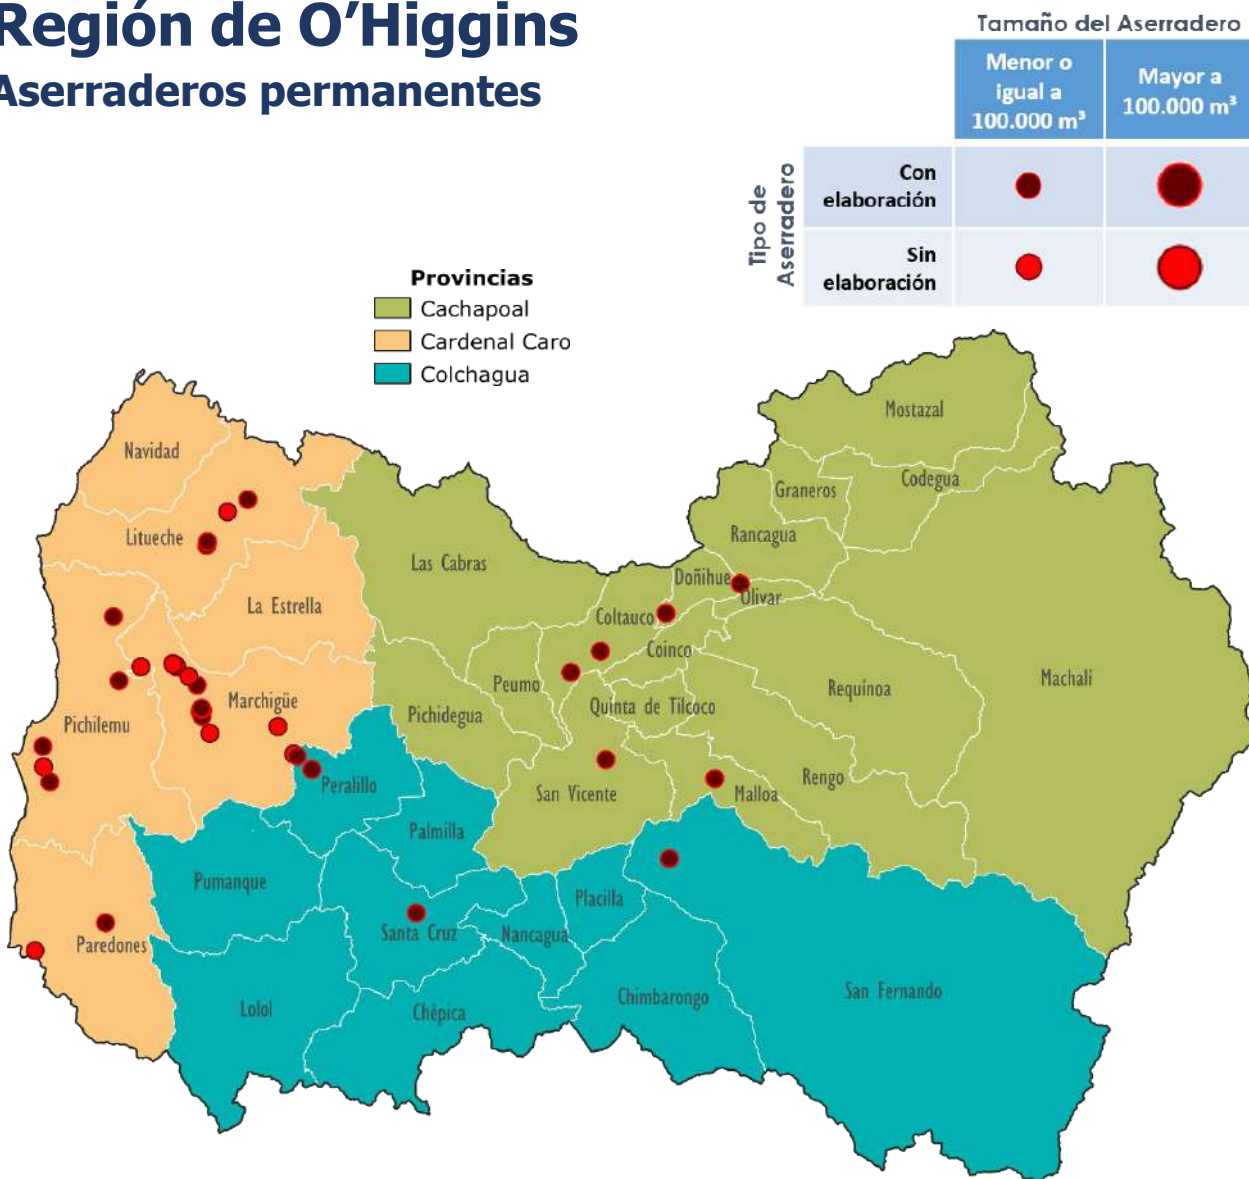 Región de O’Higgins
Aserraderos permanentes
Tamaño del Aserradero
Menor o
igual a
100.000 m³
Mayor a
100.000 m³
Tipo de
Aserradero
Con
elaboración
Sin
elaboración
Provincias
Cachapoal
Cardenal Caro
Colchagua
Navidad
Litueche
La Estrella
Marchigüe
Pichilemu
Paredones
Las Cabras
Peumo
Pichidegua
Coltauco
Doñihue
Olivar
Coinco
Quinta de Tilcoco
San Vicente
Malloa
Rengo
Requínoa
Machalí
Rancagua
Graneros
Codegua
Mostazal
Peralillo
Palmilla
Pumanque
Santa Cruz
Nancagua
Placilla
Lolol
Chépica
Chimbarongo
San Fernando